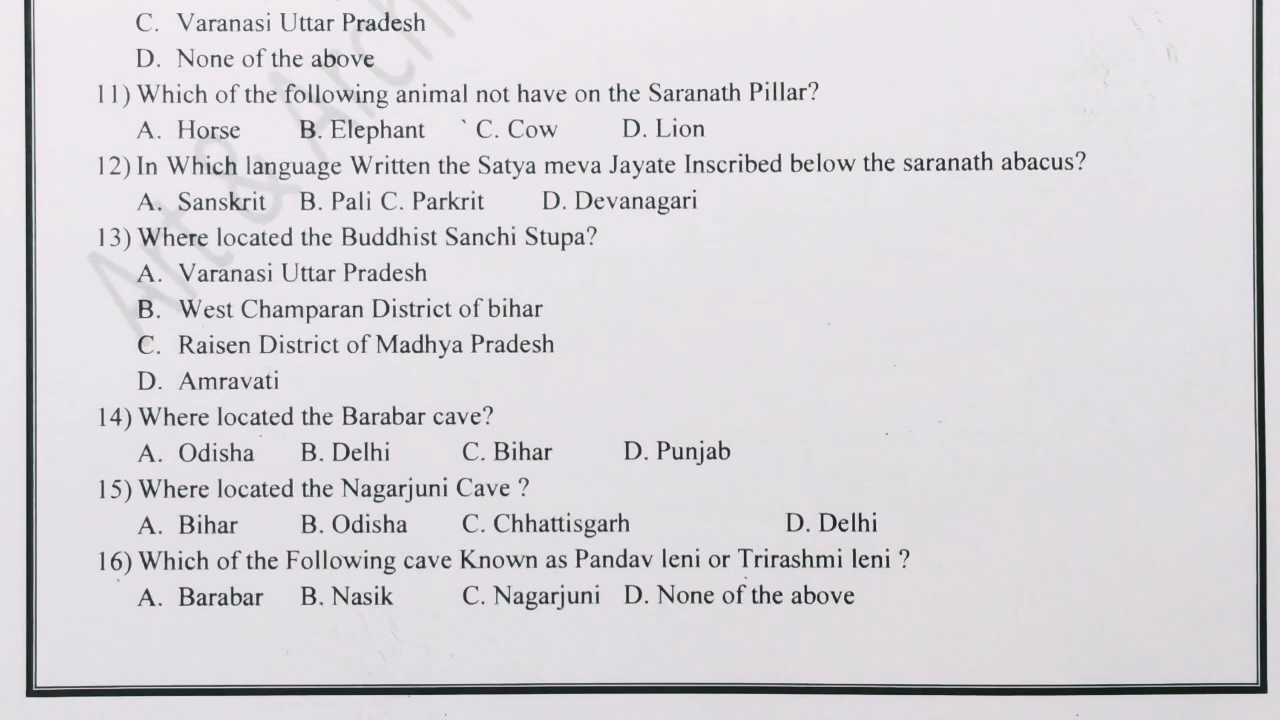 C. Varanasi Uttar Pradesh
D. None of the above
11) Which of the following animal not have on the Saranath Pillar?
A. Horse B. Elephant C. Cow D. Lion
12) In Which language Written the Satya meva Jayate Inscribed below the saranath abacus?
A. Sanskrit B. Pali C. Parkrit D. Devanagari
13) Where located the Buddhist Sanchi Stupa?
A. Varanasi Uttar Pradesh
B. West Champaran District of bihar
C. Raisen District of Madhya Pradesh
D. Amravati
14) Where located the Barabar cave?
A. Odisha B. Delhi C. Bihar D. Punjab
15) Where located the Nagarjuni Cave ?
A. Bihar B. Odisha C. Chhattisgarh D. Delhi
16) Which of the Following cave Known as Pandav leni or Trirashmi leni ?
A. Barabar B. Nasik C. Nagarjuni D. None of the above
Art & Archi